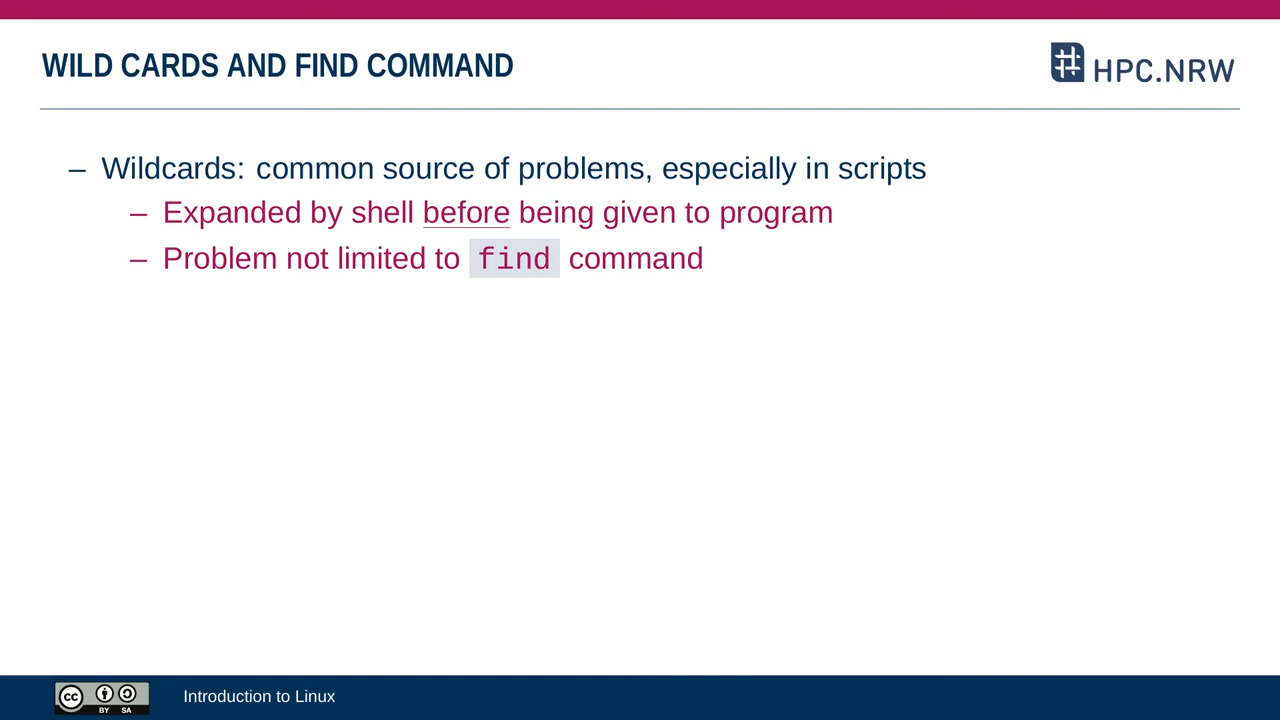 WILD CARDS AND FIND COMMAND
HPC.NRW
– Wildcards: common source of problems, especially in scripts
– Expanded by shell before being given to program
– Problem not limited to find command
cc BY SA
Introduction to Linux